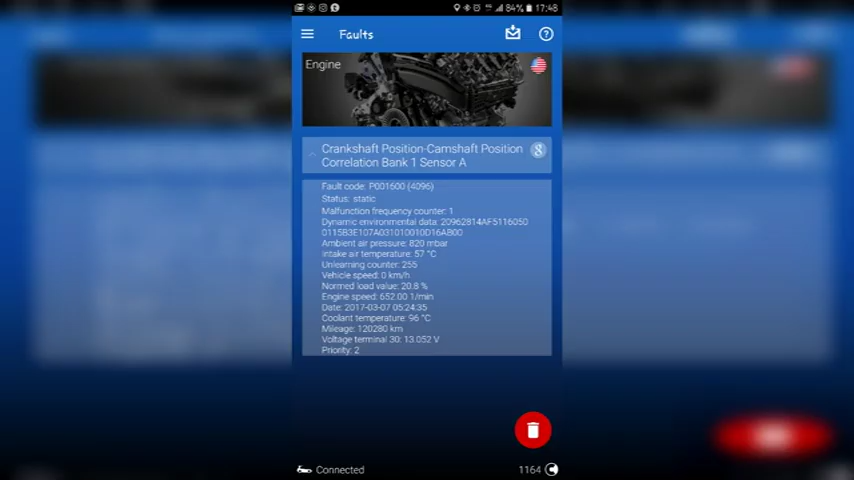 84% 17:48
Faults
Engine
Crankshaft Position-Camshaft Position
Correlation Bank 1 Sensor A
Fault code: P001600 (4096)
Status: static
Malfunction frequency counter: 1
Dynamic environmental data: 20962814AF5116050
0115B3E107A031010010D16AB00
Ambient air pressure: 820 mbar
Intake air temperature: 57 °C
Unlearning counter: 255
Vehicle speed: 0 km/h
Normed load value: 20.8 %
Engine speed: 652.00 1/min
Date: 2017-03-07 05:24:35
Coolant temperature: 96 °C
Mileage: 120280 km
Voltage terminal 30: 13.052 V
Priority: 2
Connected 1164